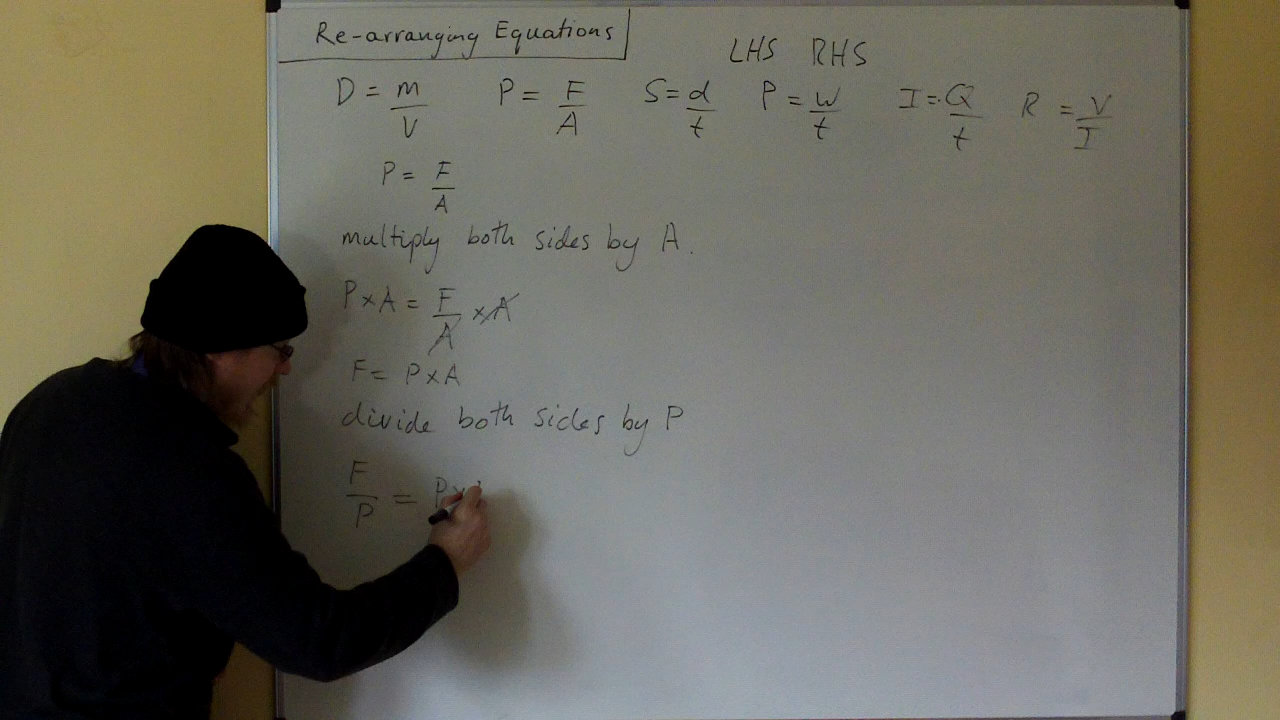 Re-arranging Equations
LHS RHS
D = m/V P = F/A S = d/t P = W/t I = Q/t R = V/I
P = F/A
multiply both sides by A.
P × A = F/A × A
F = P × A
divide both sides by P
F/P = P ×